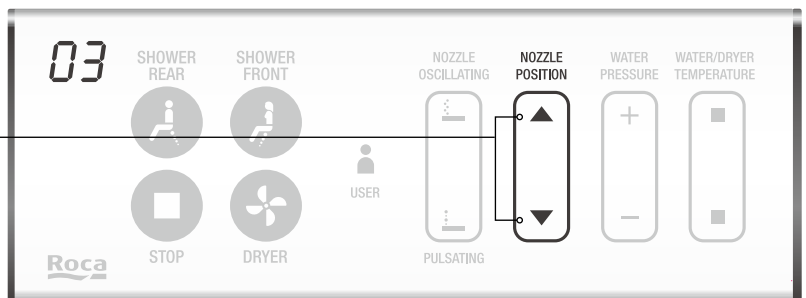 03
SHOWER
REAR
SHOWER
FRONT
NOZZLE
OSCILLATING
NOZZLE
POSITION
WATER
PRESSURE
WATER/DRYER
TEMPERATURE
+
−
USER
STOP
DRYER
PULSATING
Roca